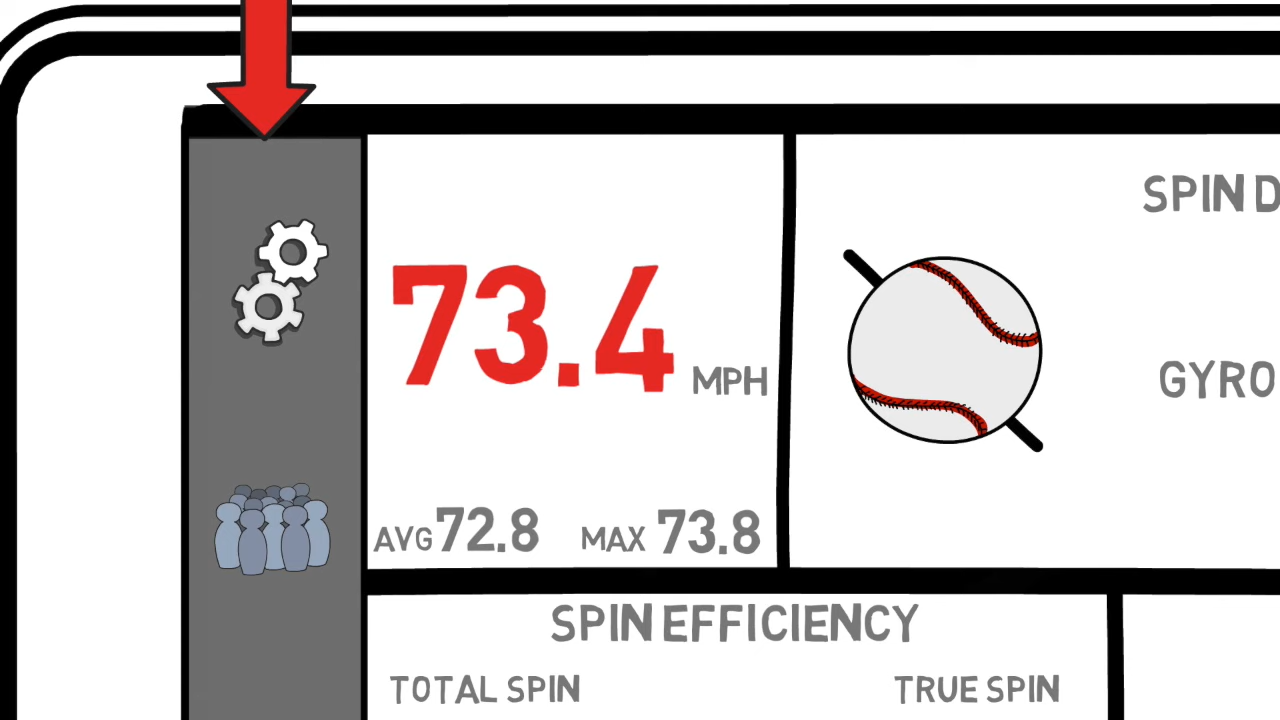 SPIN D
73.4 MPH
GYRO
AVG 72.8 MAX 73.8
SPIN EFFICIENCY
TOTAL SPIN TRUE SPIN